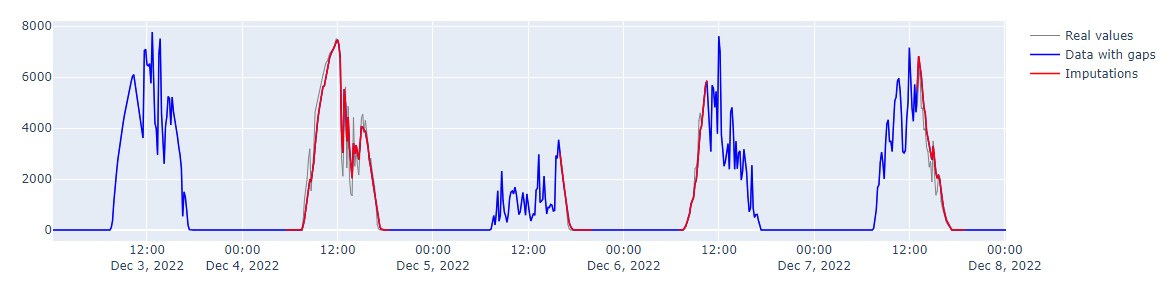 8000
6000
4000
2000
0
12:00 00:00 12:00 00:00 12:00 00:00 12:00 00:00 12:00 00:00
Dec 3, 2022 Dec 4, 2022 Dec 5, 2022 Dec 6, 2022 Dec 7, 2022 Dec 8, 2022
Real values
Data with gaps
Imputations